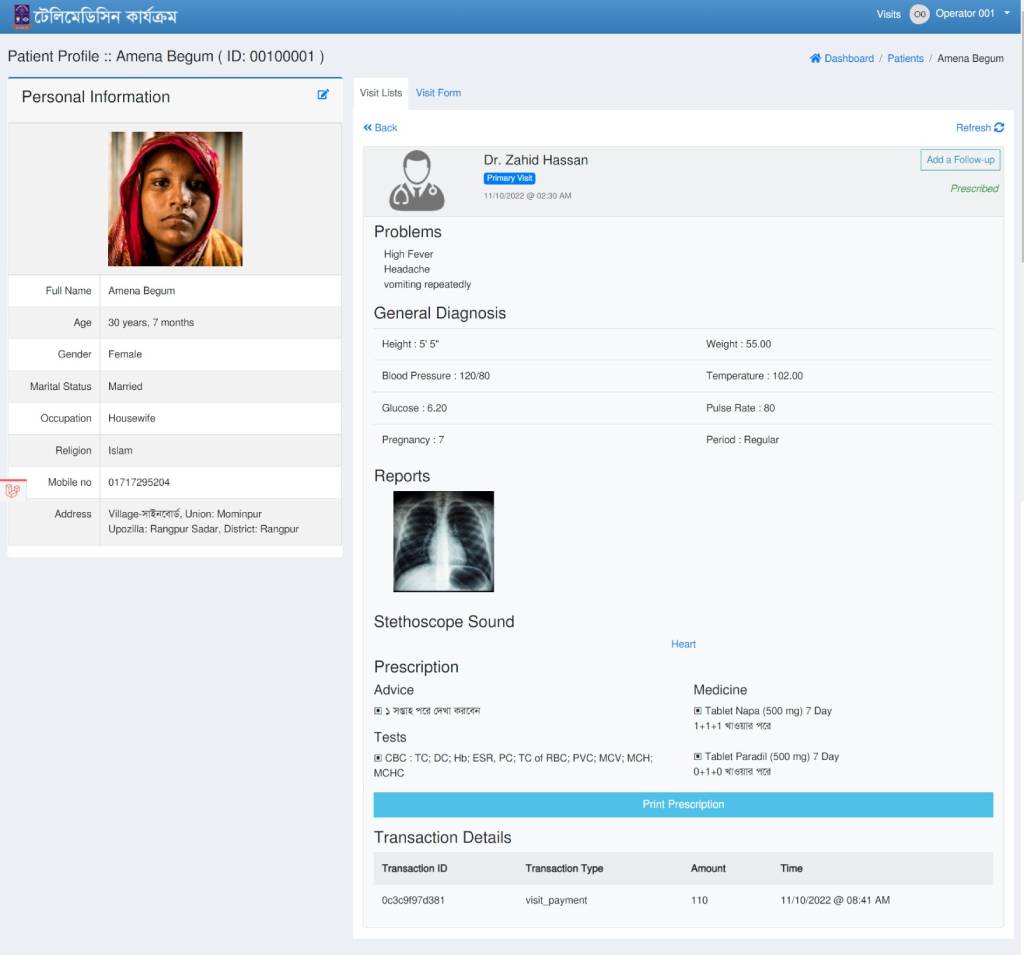 টেলিমেডিসিন কার্যক্রম
Visits OO Operator 001
Patient Profile :: Amena Begum ( ID: 00100001 )
Dashboard / Patients / Amena Begum
Personal Information
Full Name Amena Begum
Age 30 years, 7 months
Gender Female
Marital Status Married
Occupation Housewife
Religion Islam
Mobile no 01717295204
Address Village-সাইনবোর্ড, Union: Mominpur
Upozilla: Rangpur Sadar, District: Rangpur
Visit Lists Visit Form
Back
Refresh
Dr. Zahid Hassan
Add a Follow-up
Primary Visit
Prescribed
11/10/2022 @ 02:30 AM
Problems
High Fever
Headache
vomiting repeatedly
General Diagnosis
Height : 5' 5" Weight : 55.00
Blood Pressure : 120/80 Temperature : 102.00
Glucose : 6.20 Pulse Rate : 80
Pregnancy : 7 Period : Regular
Reports
Stethoscope Sound
Heart
Prescription
Advice
১ সপ্তাহ পরে দেখা করবেন
Tests
CBC : TC; DC; Hb; ESR, PC; TC of RBC; PVC; MCV; MCH;
MCHC
Medicine
Tablet Napa (500 mg) 7 Day
1+1+1 খাওয়ার পরে
Tablet Paradil (500 mg) 7 Day
0+1+0 খাওয়ার পরে
Print Prescription
Transaction Details
Transaction ID Transaction Type Amount Time
0c3c9f97d381 visit_payment 110 11/10/2022 @ 08:41 AM